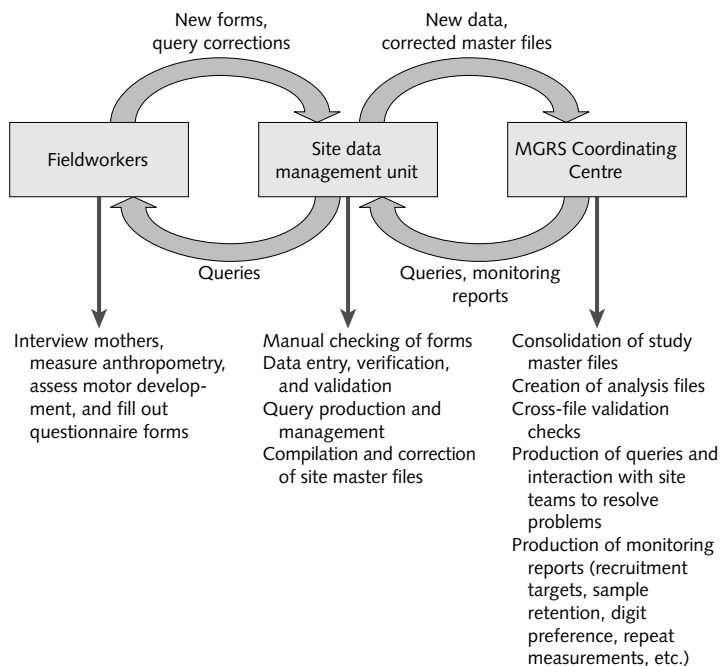 New forms,
query corrections
New data,
corrected master files
Fieldworkers
Site data
management unit
MGRS Coordinating
Centre
Queries
Queries, monitoring
reports
Interview mothers,
measure anthropometry,
assess motor develop-
ment, and fill out
questionnaire forms
Manual checking of forms
Data entry, verification,
and validation
Query production and
management
Compilation and correction
of site master files
Consolidation of study
master files
Creation of analysis files
Cross-file validation
checks
Production of queries and
interaction with site
teams to resolve
problems
Production of monitoring
reports (recruitment
targets, sample
retention, digit
preference, repeat
measurements, etc.)